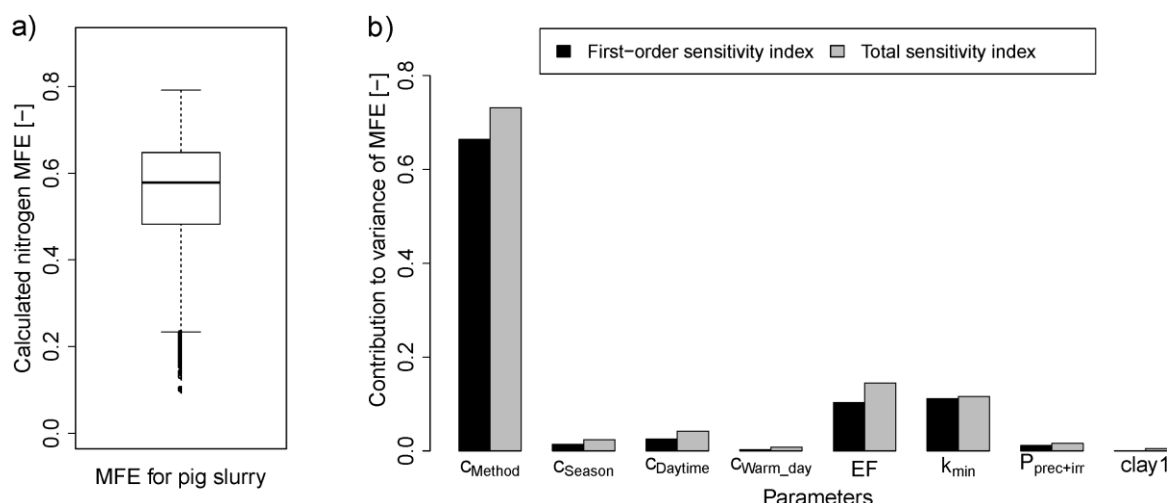 a)
Calculated nitrogen MFE [−]
0.8
0.6
0.4
0.2
0.0
MFE for pig slurry
b)
First−order sensitivity index
Total sensitivity index
Contribution to variance of MFE [−]
0.8
0.6
0.4
0.2
0.0
cMethod
cSeason
cDaytime
cWarm_day
EF
kmin
Pprec+irr
clay1
Parameters